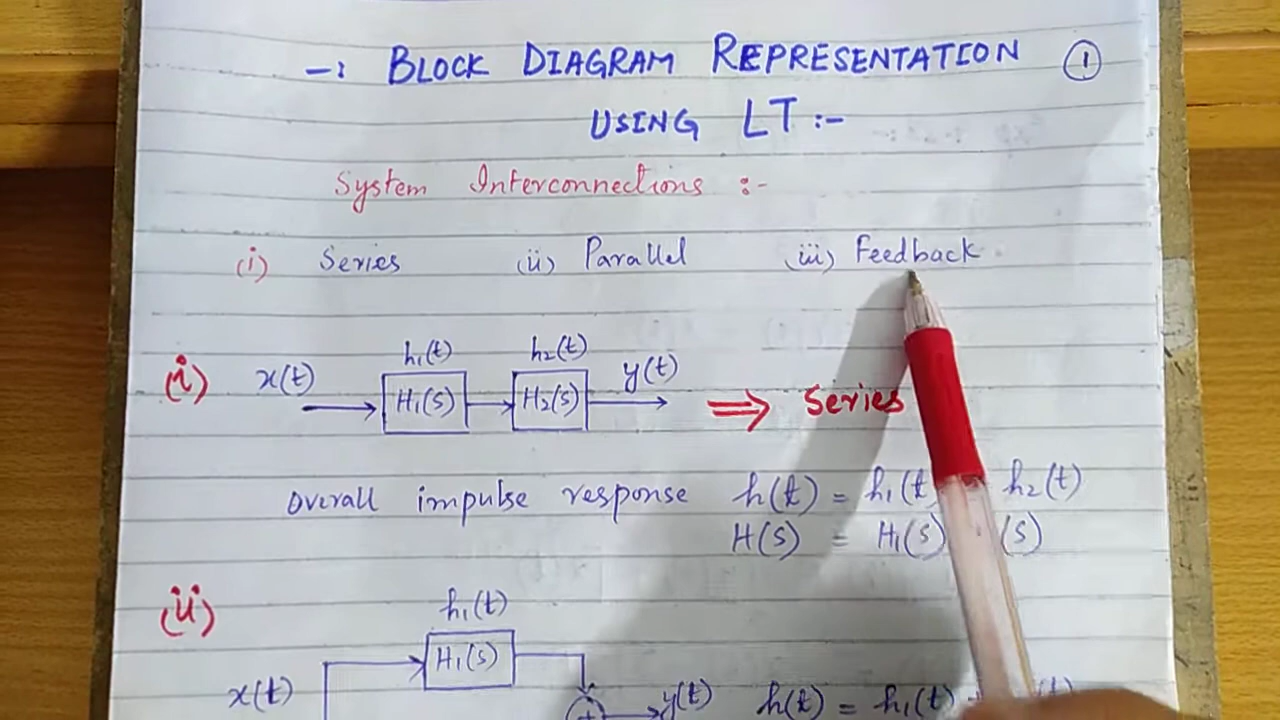 -: BLOCK DIAGRAM REPRESENTATION ①
USING LT :-
System Interconnections :-
(i) Series (ii) Parallel (iii) Feedback
(i) x(t) h₁(t) H₁(s) h₂(t) H₂(s) y(t) ⇒ Series
Overall impulse response h(t) = h₁(t) h₂(t)
H(s) = H₁(s) (s)
(ii) h₁(t)
H₁(s)
x(t) + y(t) h(t) = h₁(t)